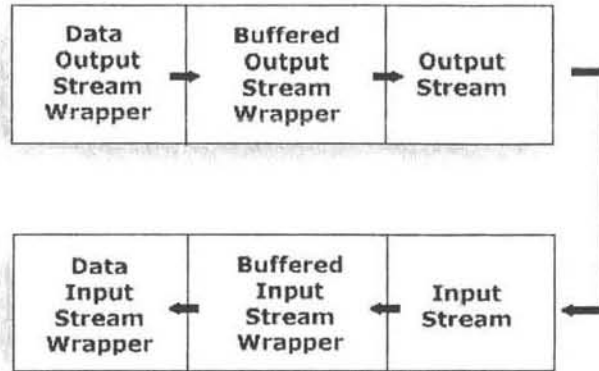 Data
Output
Stream
Wrapper
Buffered
Output
Stream
Wrapper
Output
Stream
Data
Input
Stream
Wrapper
Buffered
Input
Stream
Wrapper
Input
Stream